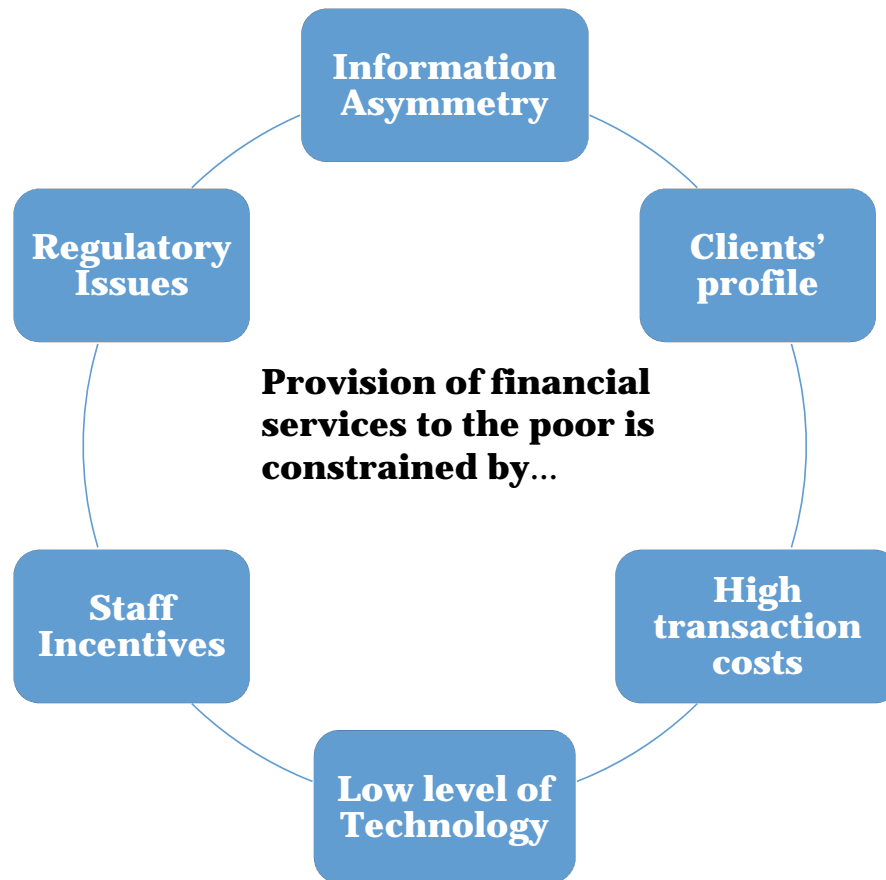 Information
Asymmetry
Regulatory
Issues
Clients’
profile
Provision of financial
services to the poor is
constrained by...
Staff
Incentives
High
transaction
costs
Low level of
Technology